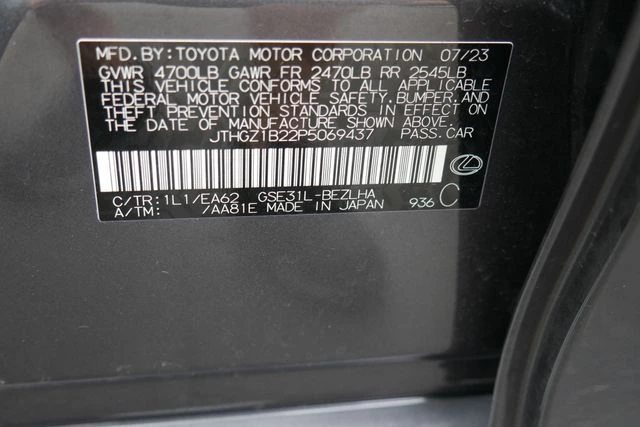 MFD.BY:TOYOTA MOTOR CORPORATION 07/23
GVWR 4700LB GAWR FR 2470LB RR 2545LB
THIS VEHICLE CONFORMS TO ALL APPLICABLE
FEDERAL MOTOR VEHICLE SAFETY,BUMPER,AND
THEFT PREVENTION STANDARDS IN EFFECT ON
THE DATE OF MANUFACTURE SHOWN ABOVE.
JTHGZ1B22P5069437 PASS.CAR
C/TR:1L1/EA62 GSE31L-BEZLHA
A/TM: /AA81E MADE IN JAPAN 936 C